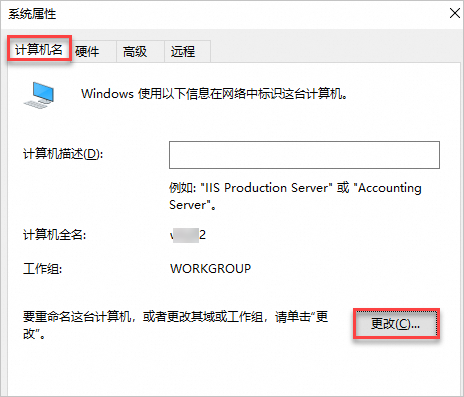 系统属性
计算机名 硬件 高级 远程
Windows 使用以下信息在网络中标识这台计算机。
计算机描述(D):
例如: "IIS Production Server" 或 "Accounting
Server"。
计算机全名:
工作组: WORKGROUP
要重命名这台计算机，或者更改其域或工作组，请单击“更
改”。
更改(C)...